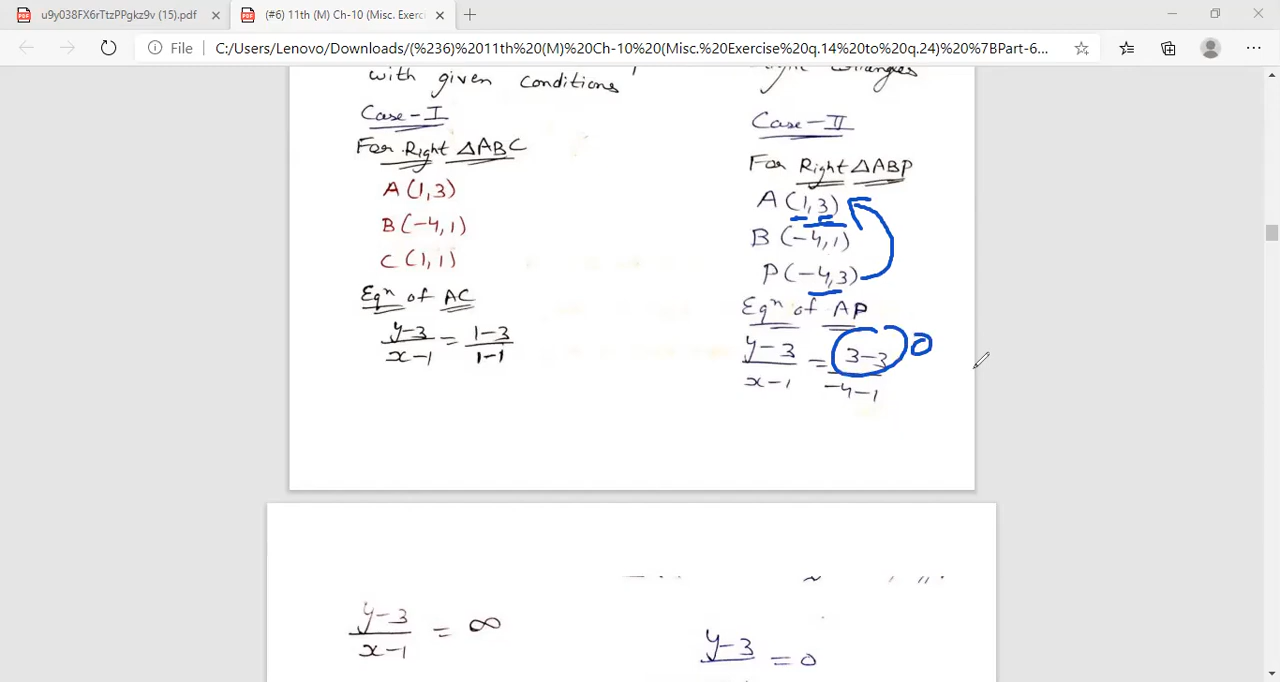 u9y038FX6rTtzPPgkz9v (15).pdf
(#6) 11th (M) Ch-10 (Misc. Exerc
File
C:/Users/Lenovo/Downloads/(%236)%2011th%20(M)%20Ch-10%20(Misc.%20Exercise%20q.14%20to%20q.24)%20%7BPart-6...
with given conditions
Case-I
For Right △ABC
A (1,3)
B (-4,1)
C (1,1)
Eqn of AC
y-3/x-1 = 1-3/1-1
y-3/x-1 = ∞
Case-II
For Right △ABP
A (1,3)
B (-4,1)
P (-4,3)
Eqn of AP
y-3/x-1 = 3-3/-4-1
0
y-3 = 0